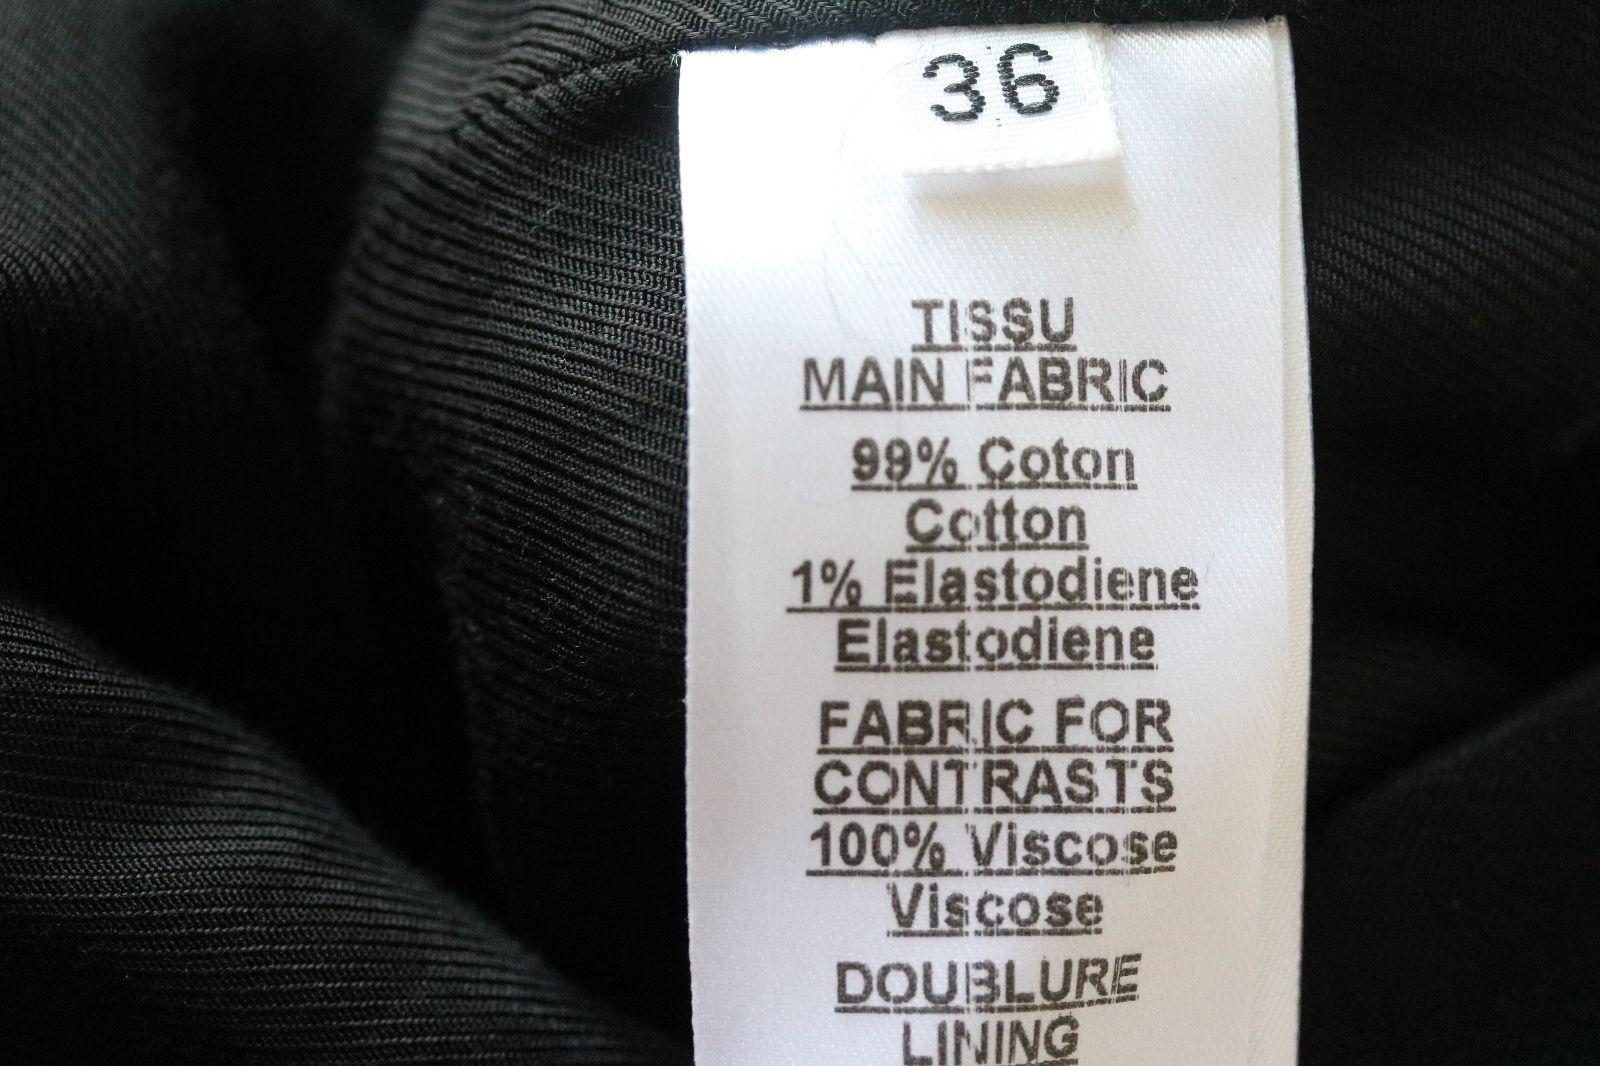 36
TISSU
MAIN FABRIC
99% Coton
Cotton
1% Elastodiene
Elastodiene
FABRIC FOR
CONTRASTS
100% Viscose
Viscose
DOUBLURE
LINING